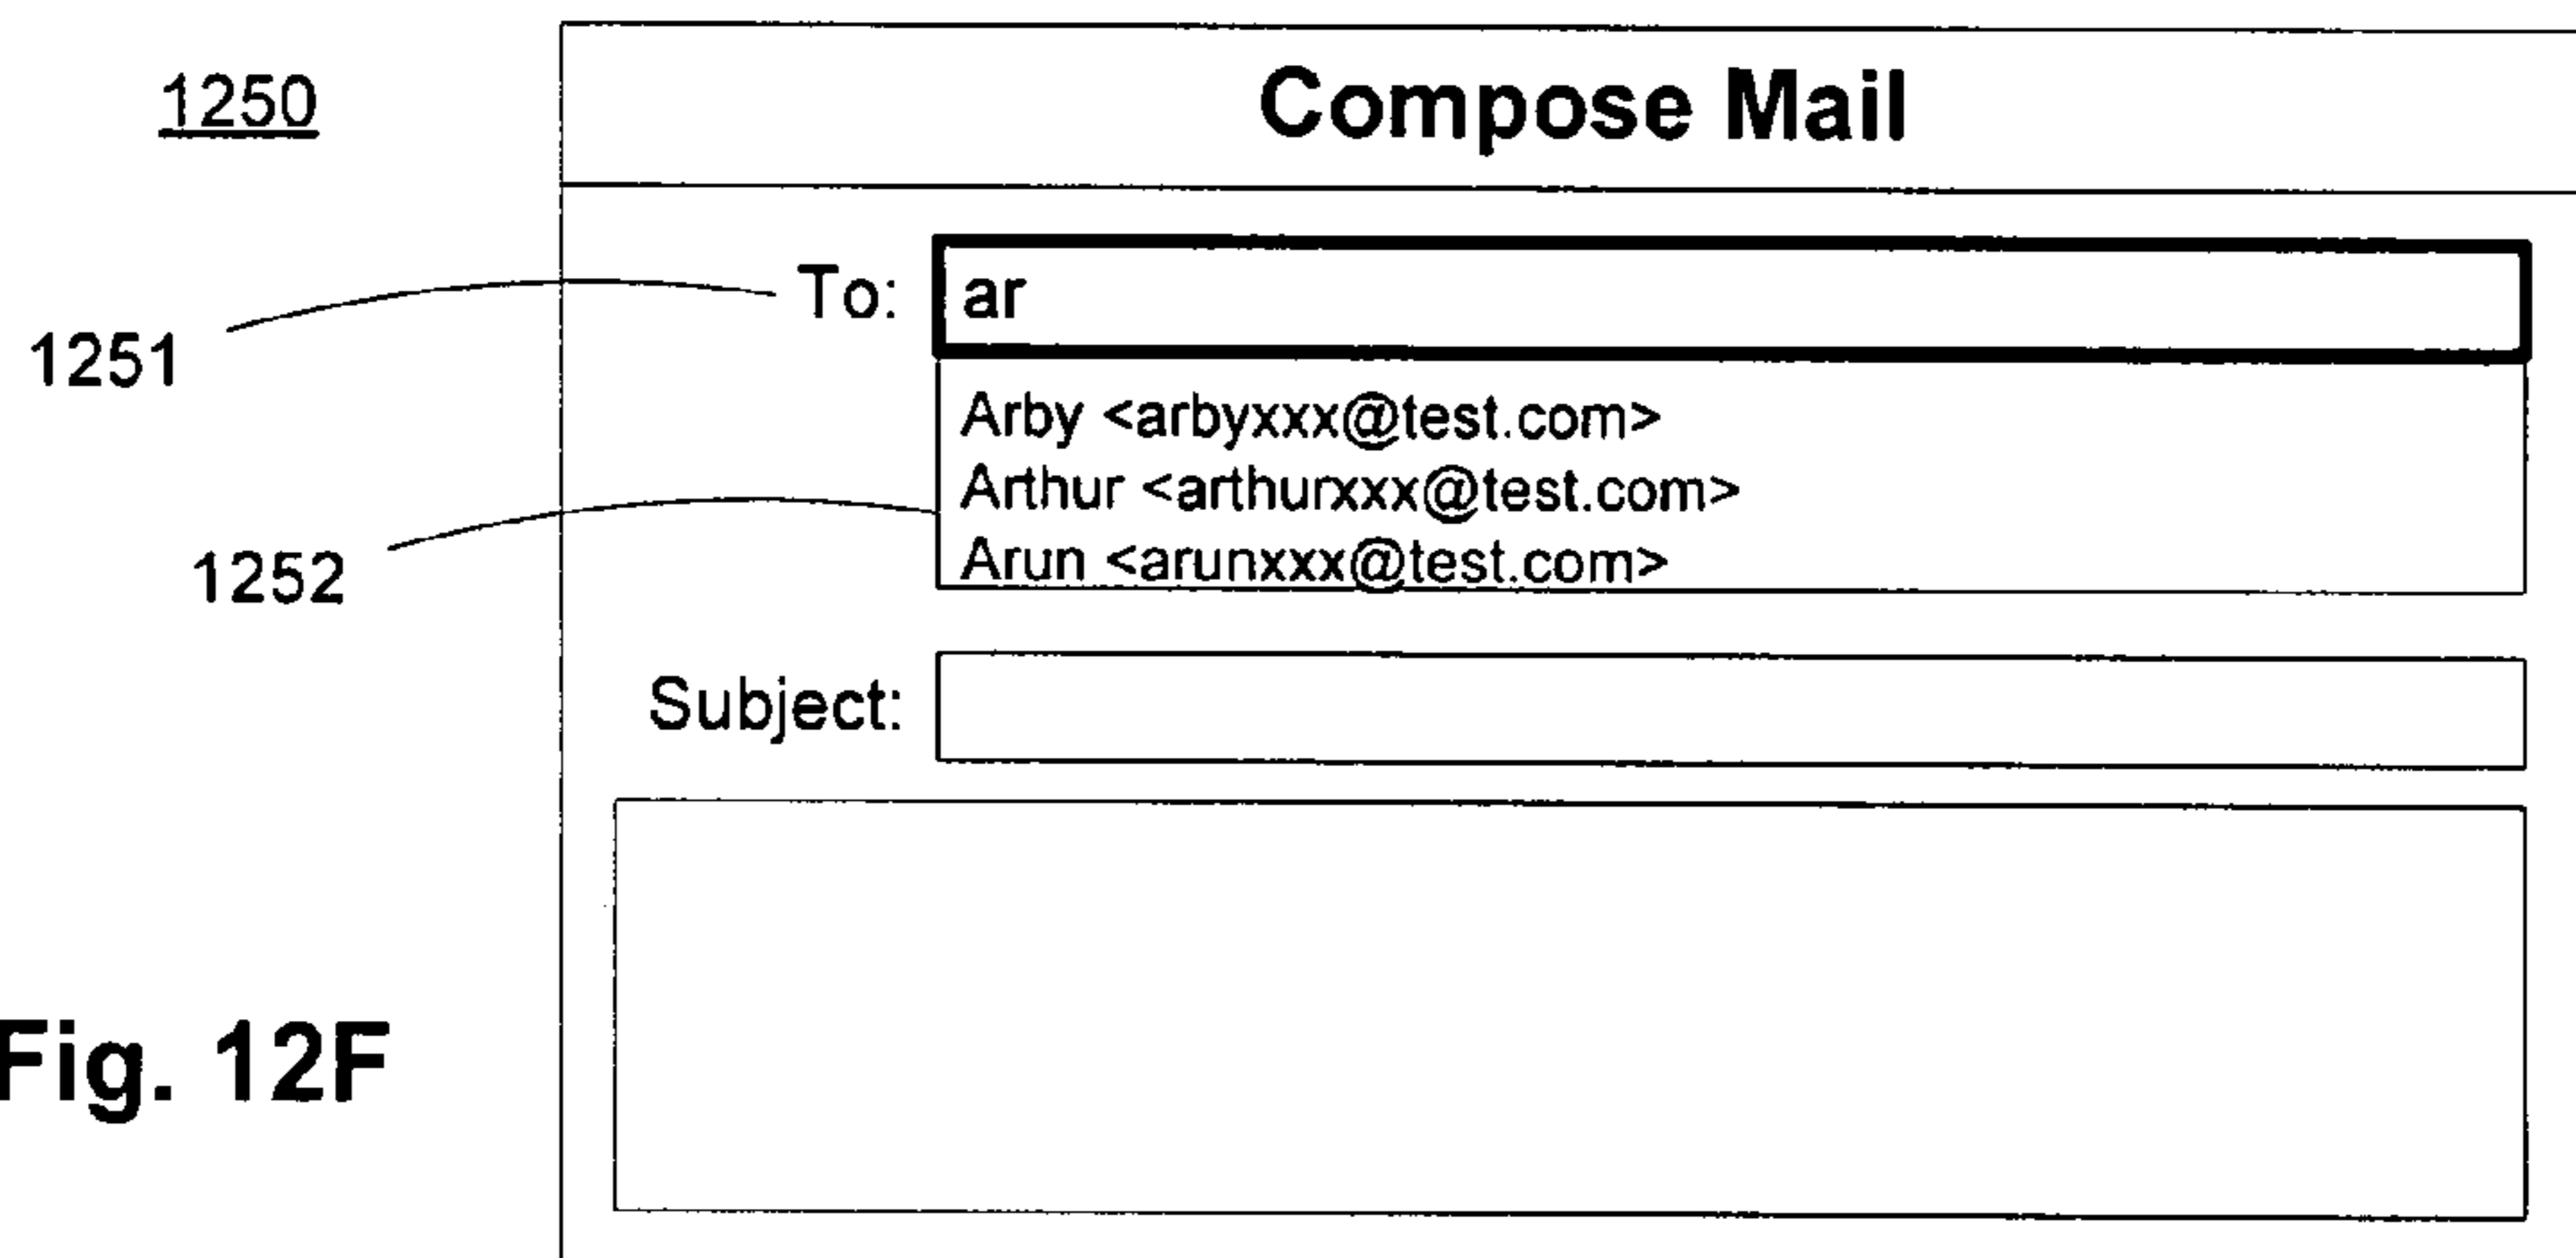 1250
Compose Mail
1251
To: ar
Arby <arbyxxx@test.com>
Arthur <arthurxxx@test.com>
1252
Arun <arunxxx@test.com>
Subject:
Fig. 12F